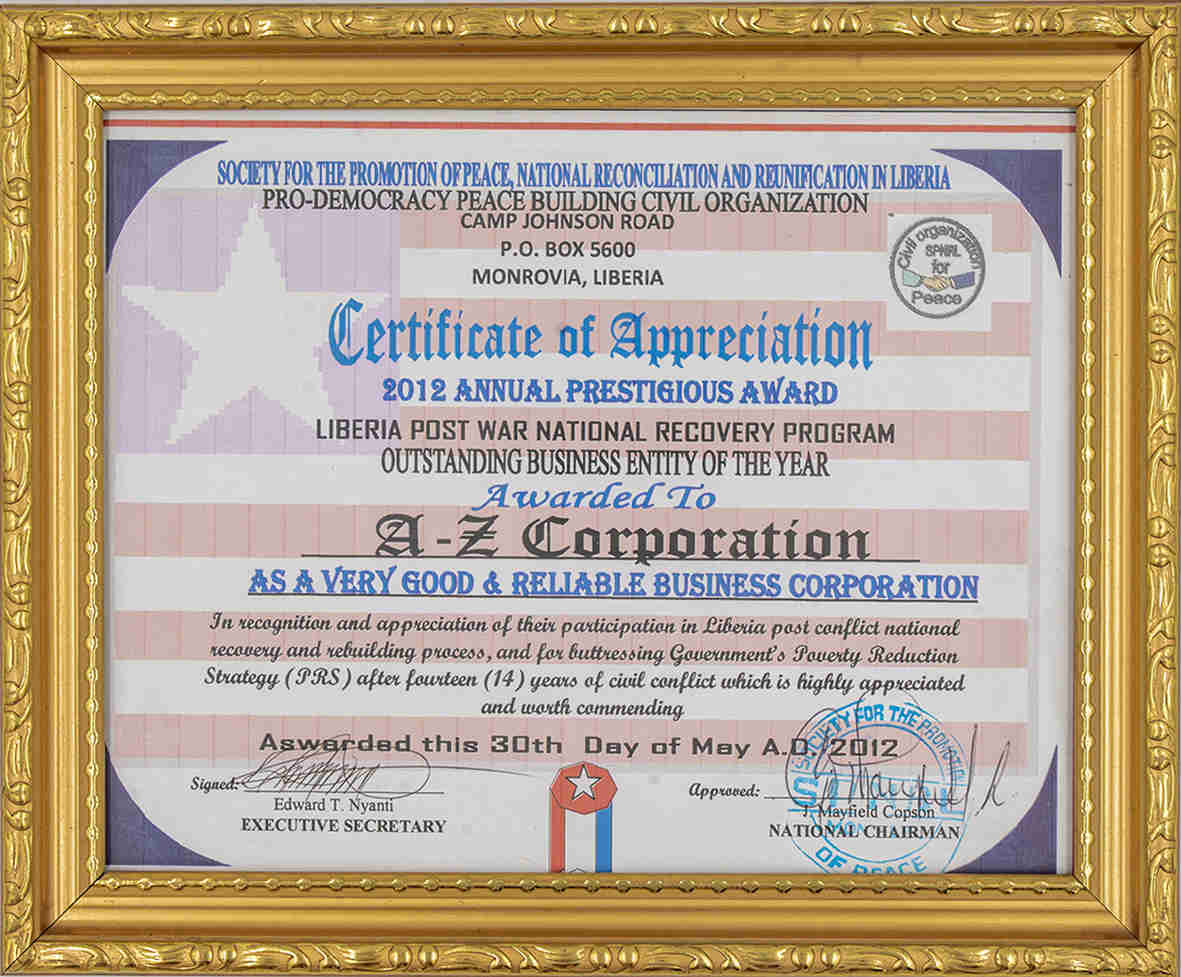 SOCIETY FOR THE PROMOTION OF PEACE, NATIONAL RECONCILIATION AND REUNIFICATION IN LIBERIA
PRO-DEMOCRACY PEACE BUILDING CIVIL ORGANIZATION
CAMP JOHNSON ROAD
P.O. BOX 5600
MONROVIA, LIBERIA
Civil organization
SPNRL
for
Peace
Certificate of Appreciation
2012 ANNUAL PRESTIGIOUS AWARD
LIBERIA POST WAR NATIONAL RECOVERY PROGRAM
OUTSTANDING BUSINESS ENTITY OF THE YEAR
Awarded To
A-Z Corporation
AS A VERY GOOD & RELIABLE BUSINESS CORPORATION
In recognition and appreciation of their participation in Liberia post conflict national
recovery and rebuilding process, and for buttressing Government's Poverty Reduction
Strategy (PRS) after fourteen (14) years of civil conflict which is highly appreciated
and worth commending
Aswarded this 30th Day of May A.D. 2012
Signed:
Edward T. Nyanti
EXECUTIVE SECRETARY
Approved:
J. Mayfield Copson
NATIONAL CHAIRMAN
SOCIETY FOR THE PROMOTION
OF PEACE